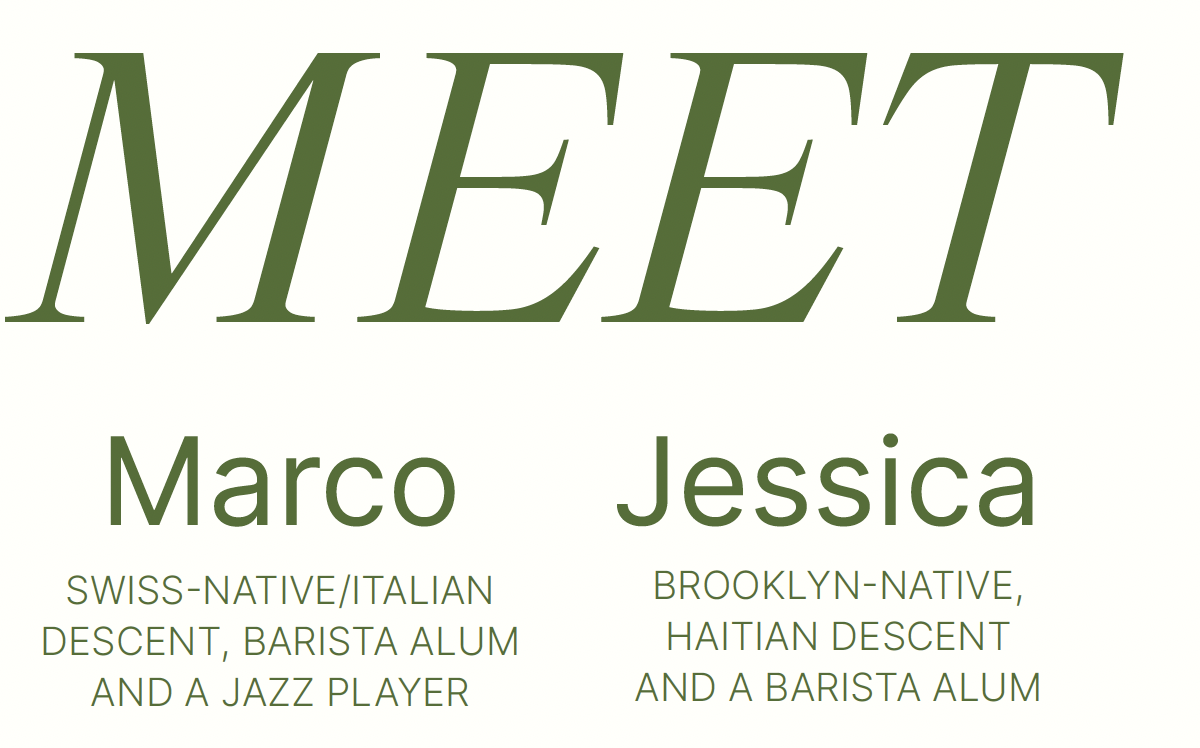 MEET
Marco
SWISS-NATIVE/ITALIAN
DESCENT, BARISTA ALUM
AND A JAZZ PLAYER
Jessica
BROOKLYN-NATIVE,
HAITIAN DESCENT
AND A BARISTA ALUM